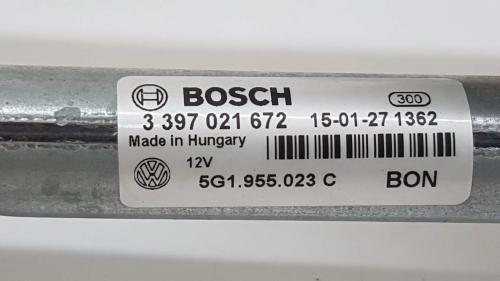 BOSCH 300
3 397 021 672 15-01-27 1362
Made in Hungary
12V
5G1.955.023 C BON